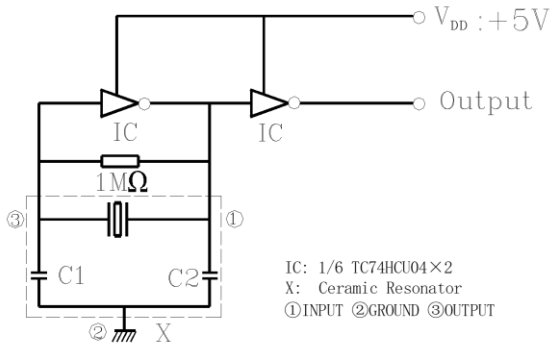 V_DD :+5V
Output
IC
IC
1MΩ
③
①
C1
C2
②
X
IC: 1/6 TC74HCU04×2
X: Ceramic Resonator
①INPUT ②GROUND ③OUTPUT